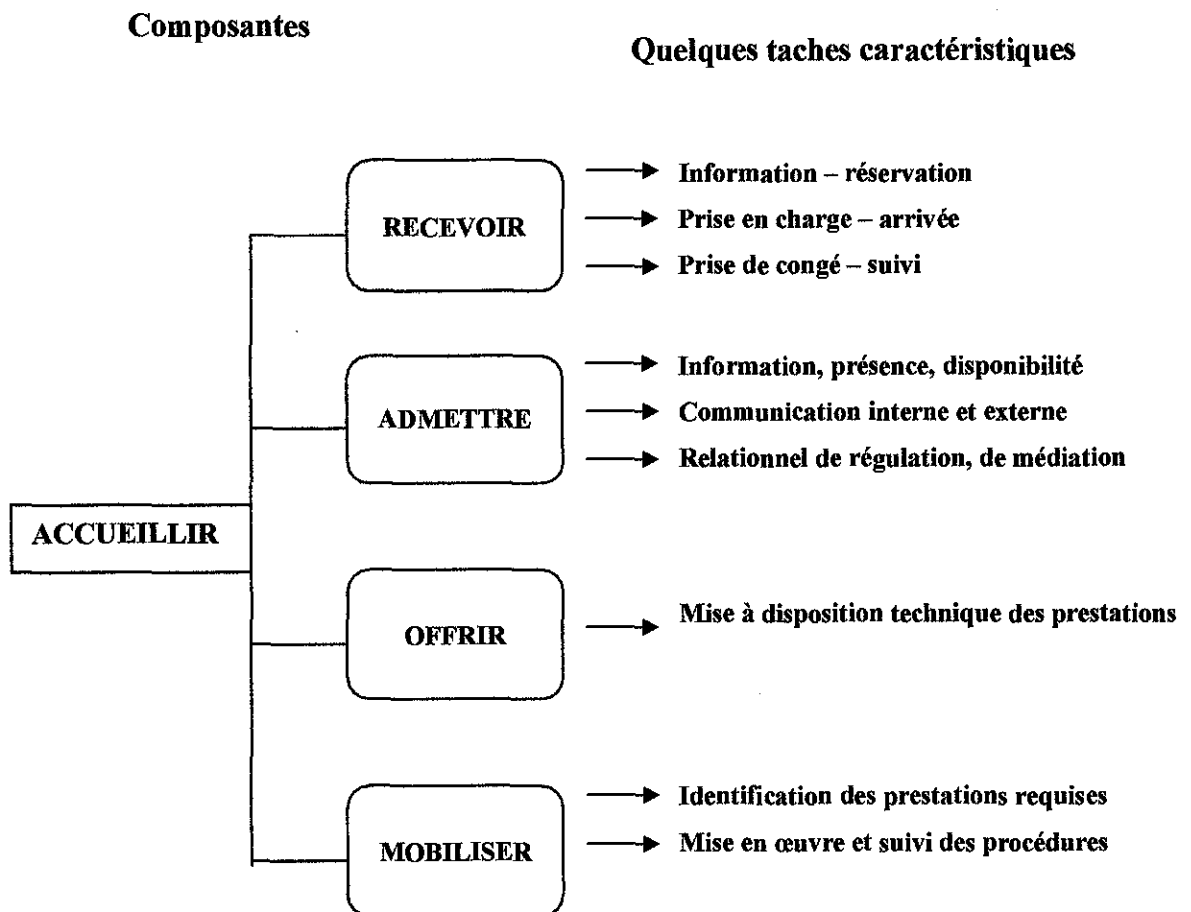 Composantes
Quelques taches caractéristiques
RECEVOIR
Information – réservation
Prise en charge – arrivée
Prise de congé – suivi
ADMETTRE
Information, présence, disponibilité
Communication interne et externe
Relationnel de régulation, de médiation
ACCUEILLIR
OFFRIR
Mise à disposition technique des prestations
MOBILISER
Identification des prestations requises
Mise en œuvre et suivi des procédures